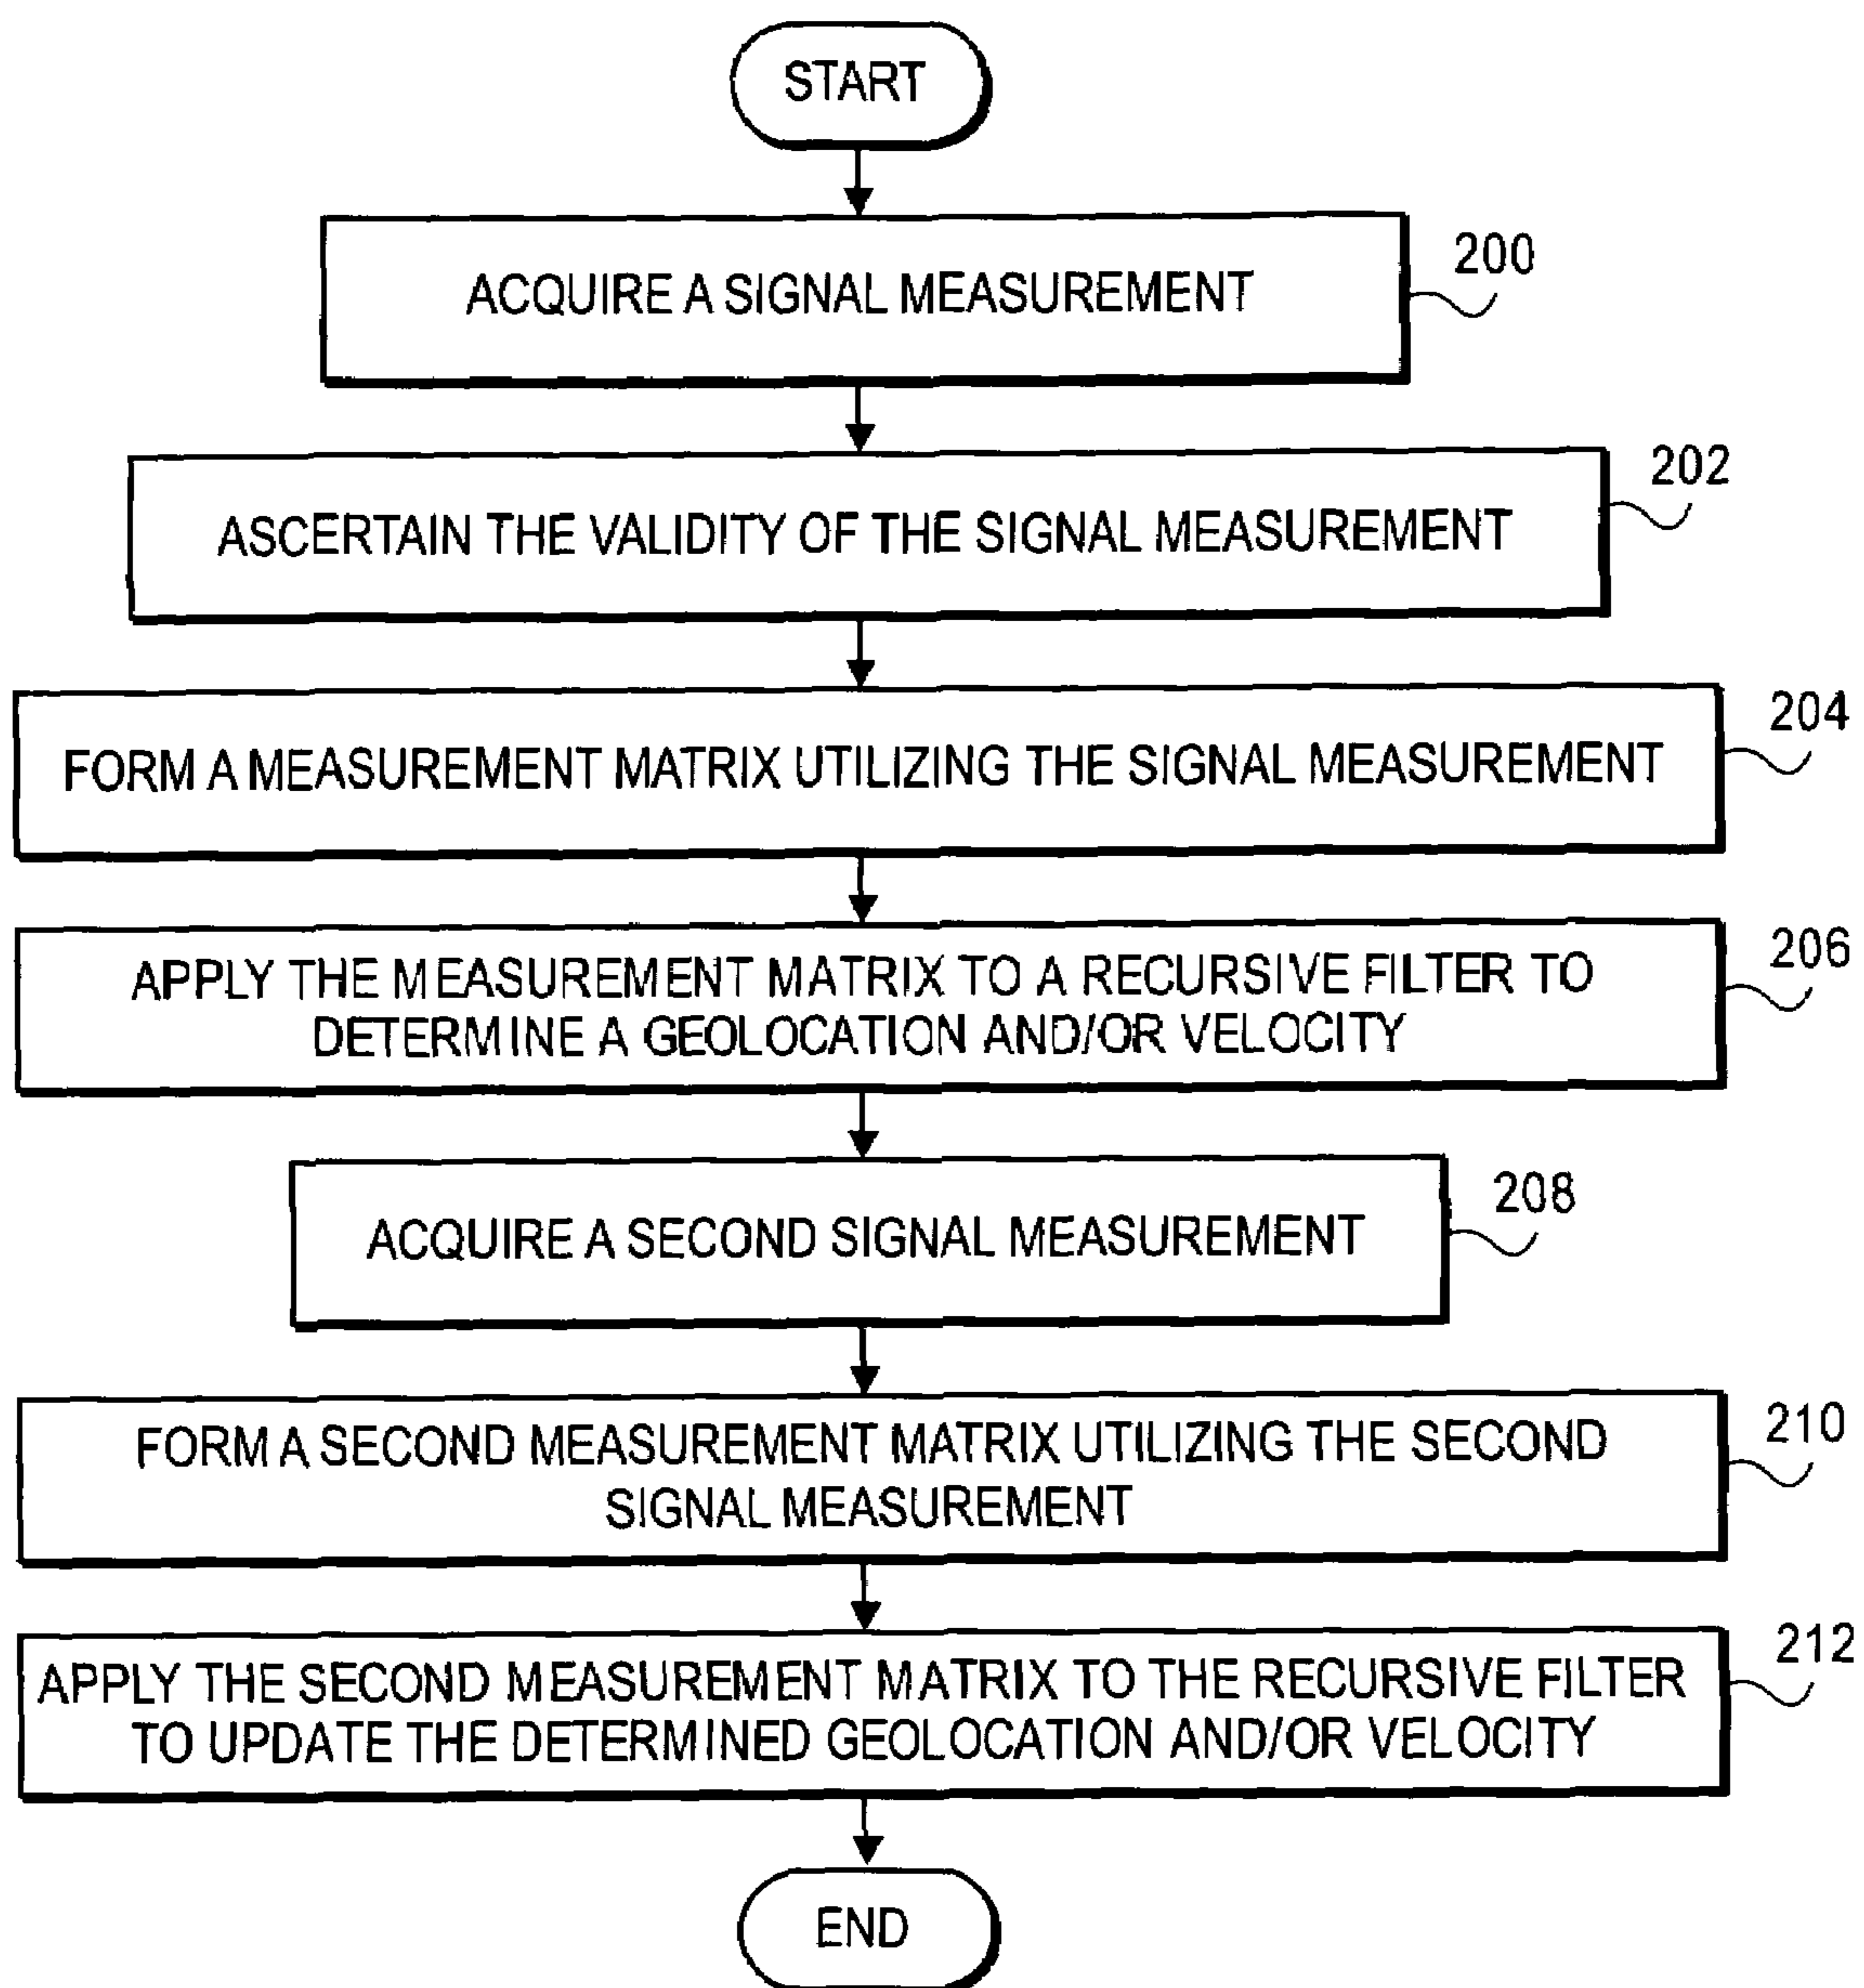 START
ACQUIRE A SIGNAL MEASUREMENT
200
ASCERTAIN THE VALIDITY OF THE SIGNAL MEASUREMENT
202
FORM A MEASUREMENT MATRIX UTILIZING THE SIGNAL MEASUREMENT
204
APPLY THE MEASUREMENT MATRIX TO A RECURSIVE FILTER TO
DETERMINE A GEOLOCATION AND/OR VELOCITY
206
ACQUIRE A SECOND SIGNAL MEASUREMENT
208
FORM A SECOND MEASUREMENT MATRIX UTILIZING THE SECOND
SIGNAL MEASUREMENT
210
APPLY THE SECOND MEASUREMENT MATRIX TO THE RECURSIVE FILTER
TO UPDATE THE DETERMINED GEOLOCATION AND/OR VELOCITY
212
END